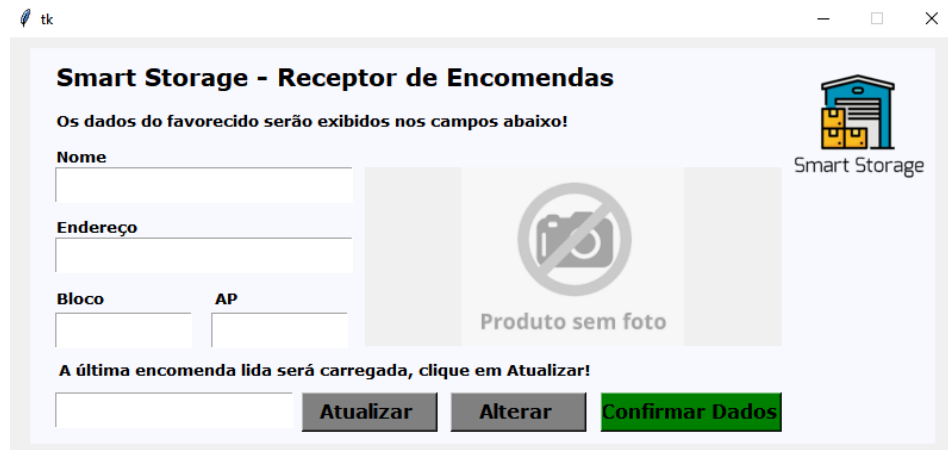 tk
Smart Storage - Receptor de Encomendas
Os dados do favorecido serão exibidos nos campos abaixo!
Smart Storage
Nome
Endereço
Produto sem foto
Bloco AP
A última encomenda lida será carregada, clique em Atualizar!
Atualizar Alterar Confirmar Dados